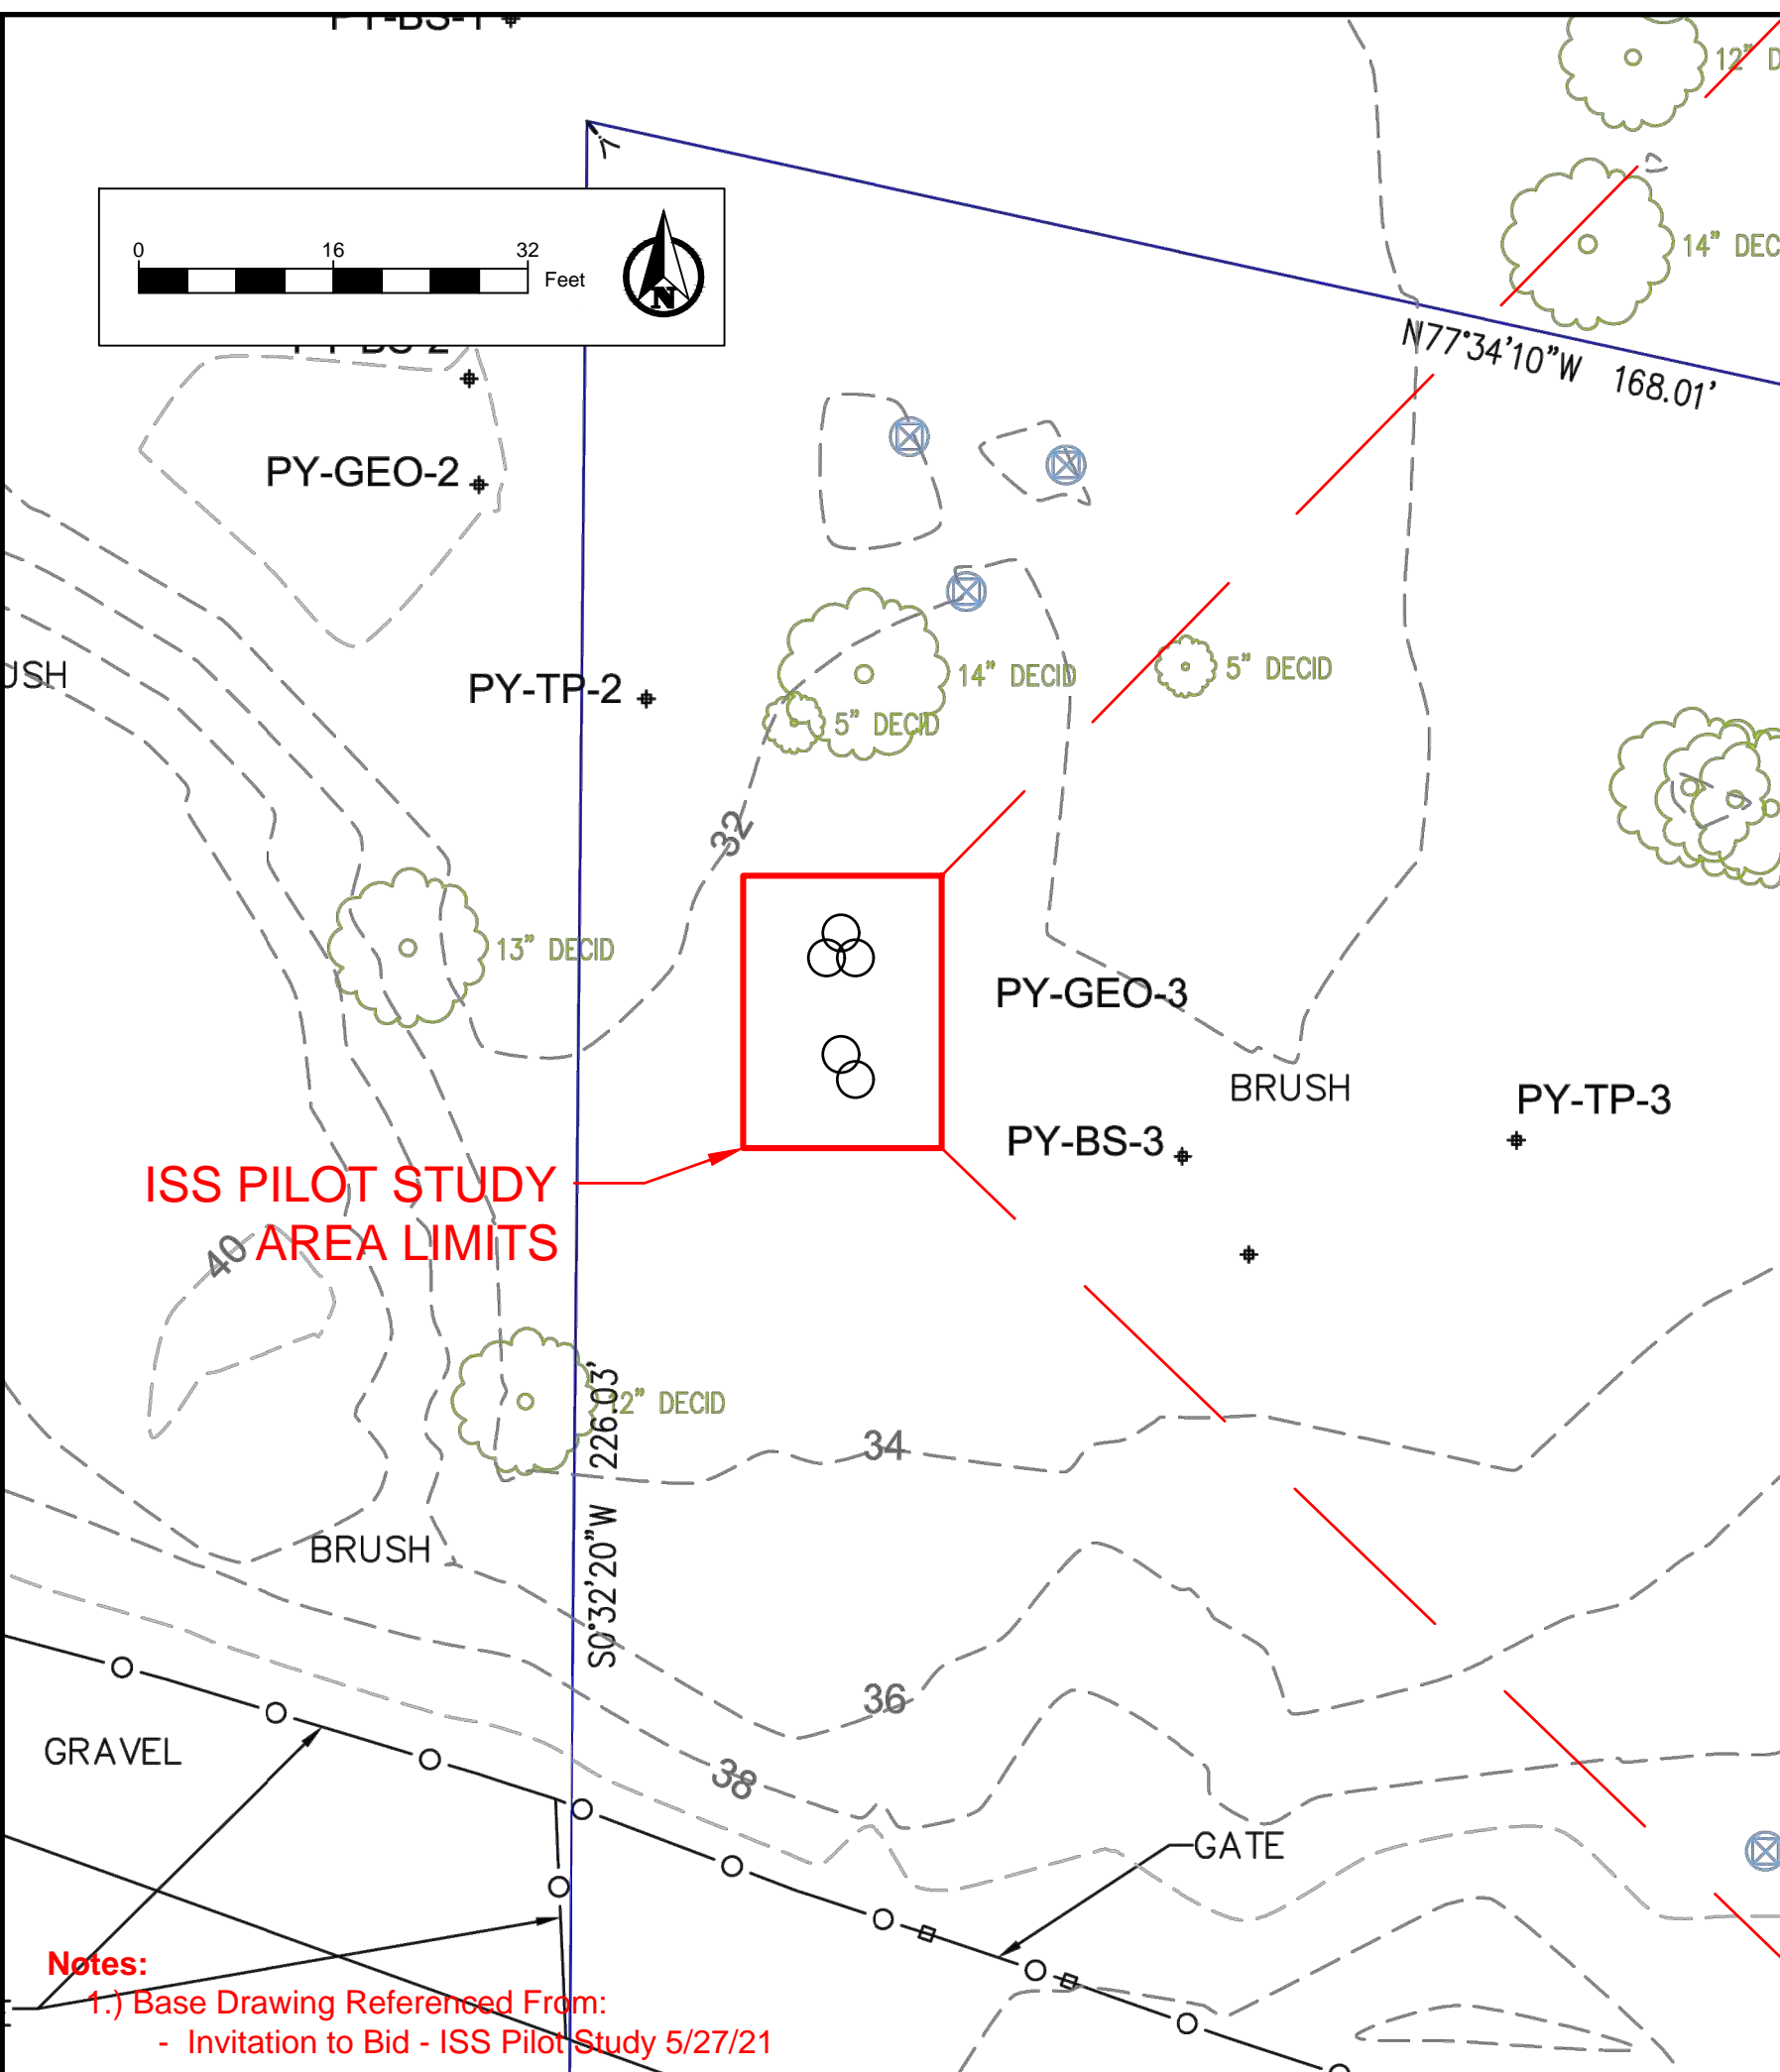 PY-BS-1
12" D
0 16 32
Feet
N
14" DEC
N77°34'10"W 168.01'
PY-GEO-2
PY-TP-2
14" DECID
5" DECID
5" DECID
32
13" DECID
PY-GEO-3
BRUSH
PY-TP-3
PY-BS-3
ISS PILOT STUDY
AREA LIMITS
40
S0°32'20"W 226.03'
12" DECID
34
BRUSH
36
GRAVEL
38
GATE
Notes:
1.) Base Drawing Referenced From:
- Invitation to Bid - ISS Pilot Study 5/27/21